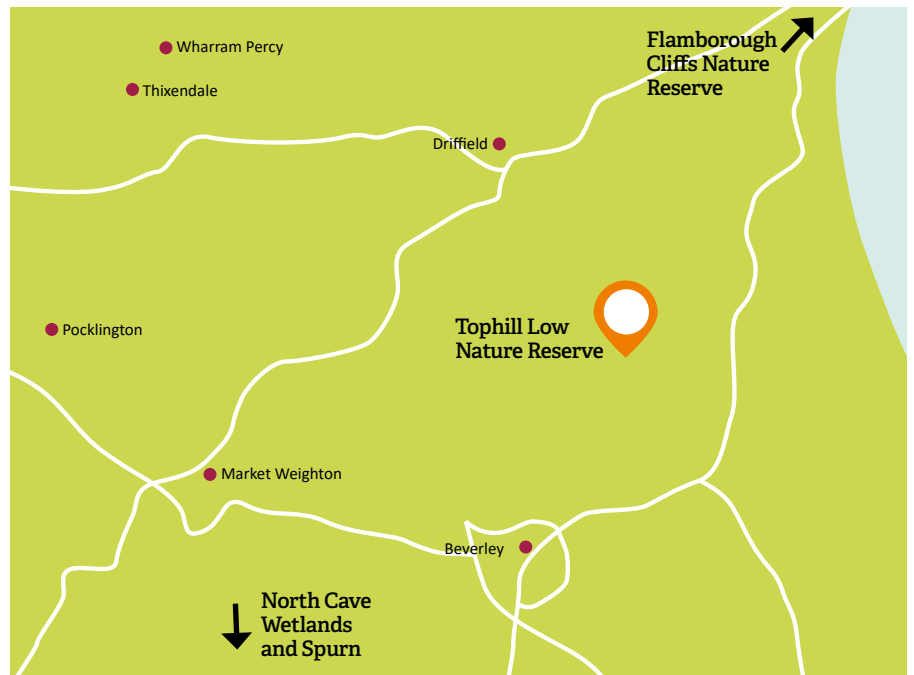 Flamborough
Cliffs Nature
Reserve
Wharram Percy
Thixendale
Driffield
Tophill Low
Nature Reserve
Pocklington
Market Weighton
Beverley
North Cave
Wetlands
and Spurn